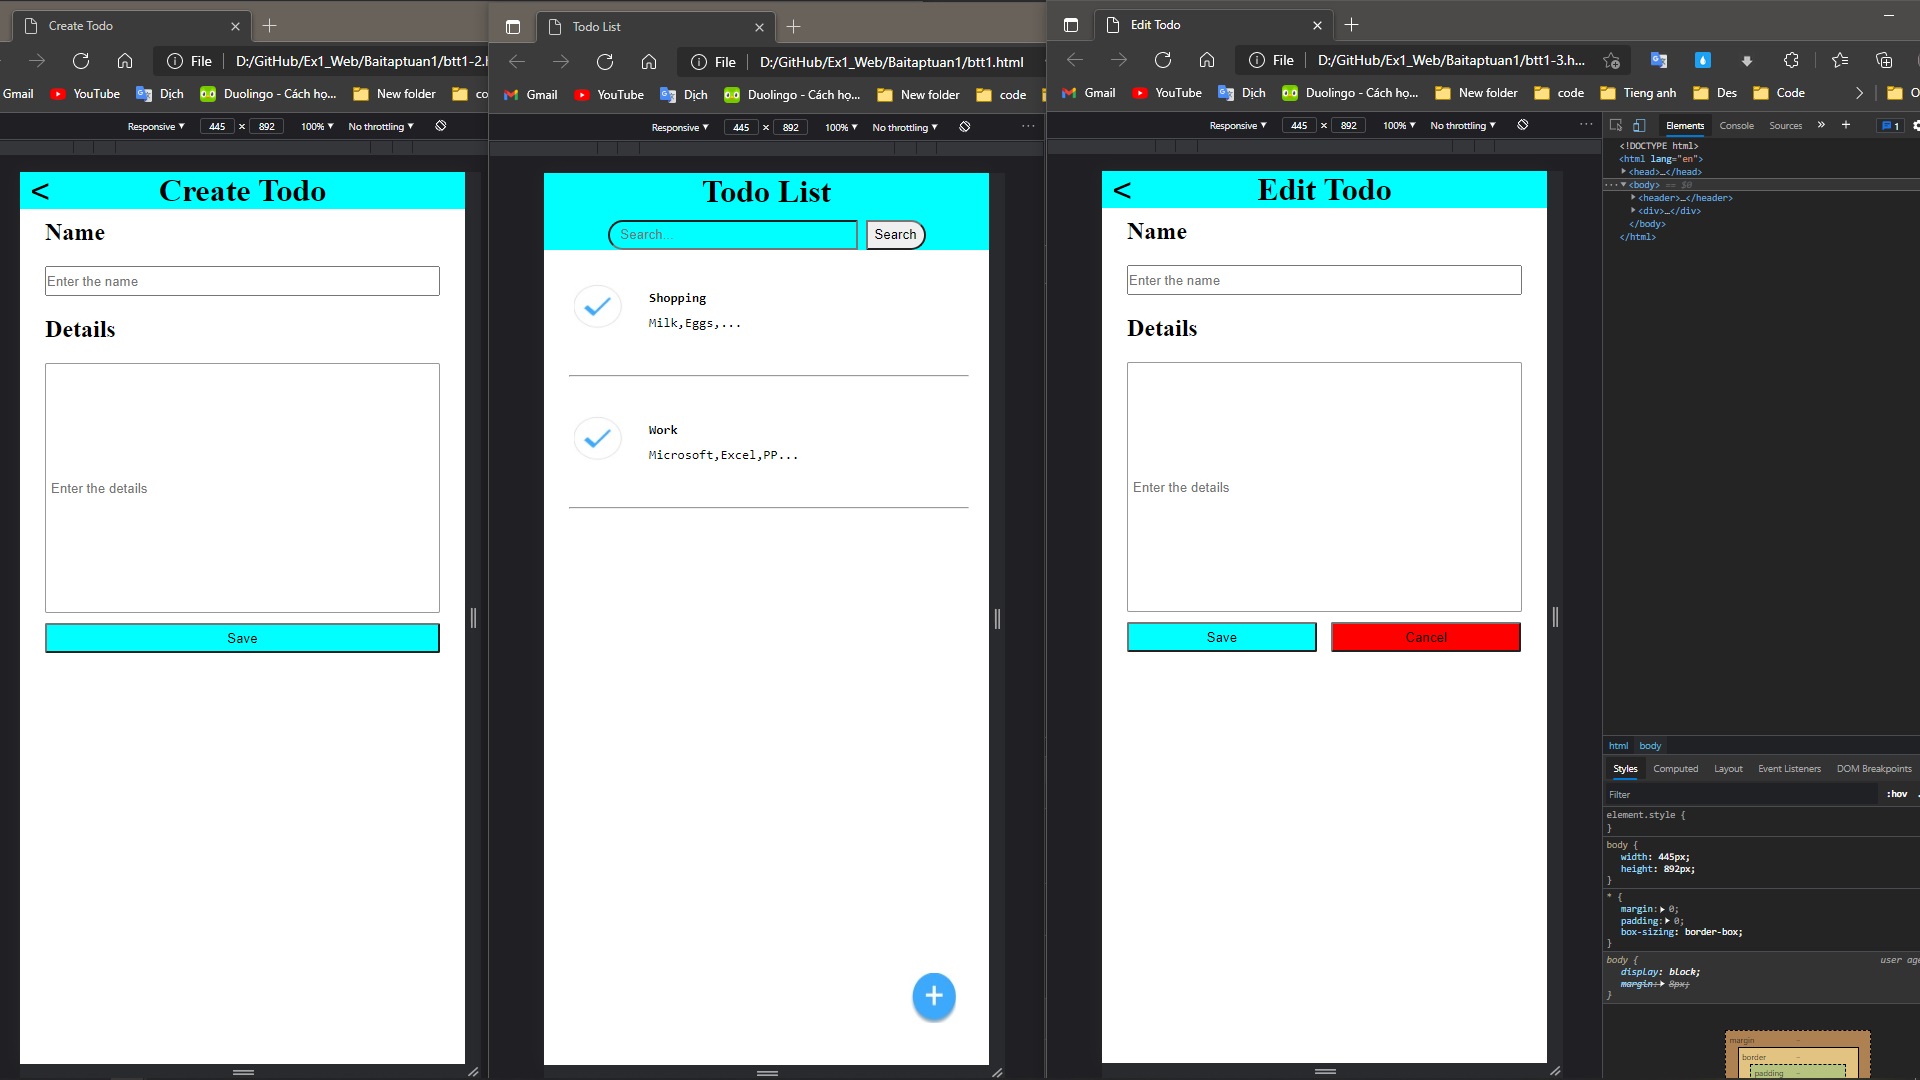 Create Todo
File D:/GitHub/Ex1_Web/Baitaptuan1/btt1-2.h
Gmail YouTube Dịch Duolingo - Cách họ... New folder co
Responsive 445 × 892 100% No throttling
< Create Todo
Name
Enter the name
Details
Enter the details
Save
Todo List
File D:/GitHub/Ex1_Web/Baitaptuan1/btt1.html
Gmail YouTube Dịch Duolingo - Cách họ... New folder code
Responsive 445 × 892 100% No throttling ...
Todo List
Search... Search
Shopping
Milk,Eggs,...
Work
Microsoft,Excel,PP...
+
Edit Todo
File D:/GitHub/Ex1_Web/Baitaptuan1/btt1-3.h...
Gmail YouTube Dịch Duolingo - Cách họ... New folder code Tieng anh Des Code O
Responsive 445 × 892 100% No throttling ...
< Edit Todo
Name
Enter the name
Details
Enter the details
Save Cancel
Elements Console Sources » + 1
<!DOCTYPE html>
<html lang="en">
<head>…</head>
<body> == $0
<header>…</header>
<div>…</div>
</body>
</html>
html body
Styles Computed Layout Event Listeners DOM Breakpoints
Filter :hov .
element.style {
}
body {
width: 445px;
height: 892px;
}
* {
margin: 0;
padding: 0;
box-sizing: border-box;
}
body { user age
display: block;
margin: 8px;
}
margin -
border -
padding -